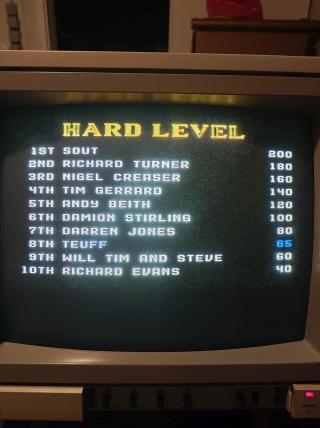 HARD LEVEL
1ST SOUT 200
2ND RICHARD TURNER 180
3RD NIGEL CREASER 160
4TH TIM GERRARD 140
5TH ANDY BEITH 120
6TH DAMION STIRLING 100
7TH DARREN JONES 80
8TH TEUFF 65
9TH WILL TIM AND STEVE 60
10TH RICHARD EVANS 40